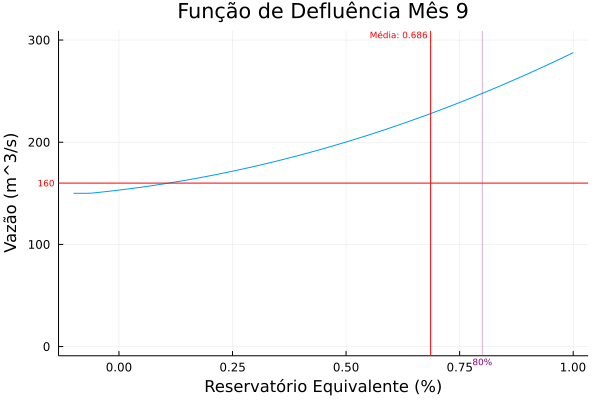 Função de Defluência Mês 9
Média: 0.686
300
200
160
100
0
Vazão (m^3/s)
0.00
0.25
0.50
0.75
80%
1.00
Reservatório Equivalente (%)